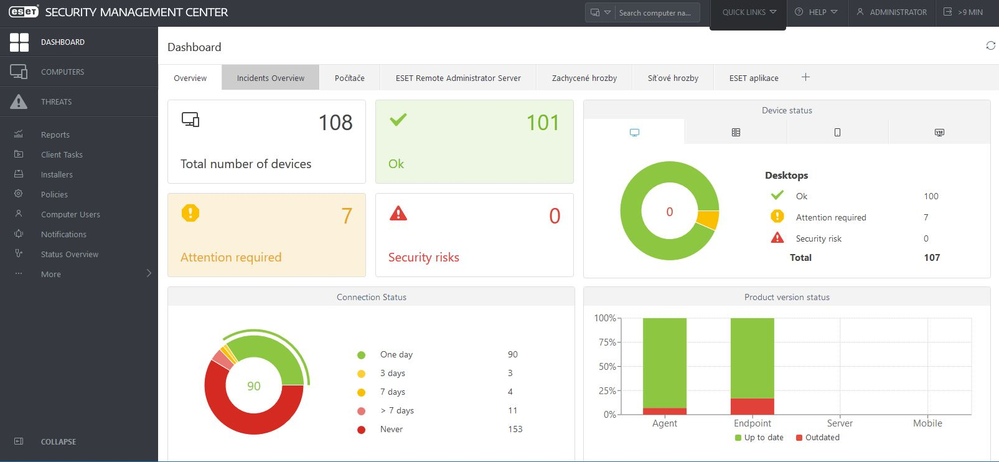 eset SECURITY MANAGEMENT CENTER
Search computer na...
QUICK LINKS
HELP
ADMINISTRATOR
>9 MIN
DASHBOARD
COMPUTERS
THREATS
Reports
Client Tasks
Installers
Policies
Computer Users
Notifications
Status Overview
More
COLLAPSE
Dashboard
Overview
Incidents Overview
Počítače
ESET Remote Administrator Server
Zachycené hrozby
Síťové hrozby
ESET aplikace
108
Total number of devices
101
Ok
7
Attention required
0
Security risks
Device status
VM
0
Desktops
Ok 100
Attention required 7
Security risk 0
Total 107
Connection Status
90
One day 90
3 days 3
7 days 4
> 7 days 11
Never 153
Product version status
100%
75%
50%
25%
0%
Agent Endpoint Server Mobile
Up to date Outdated